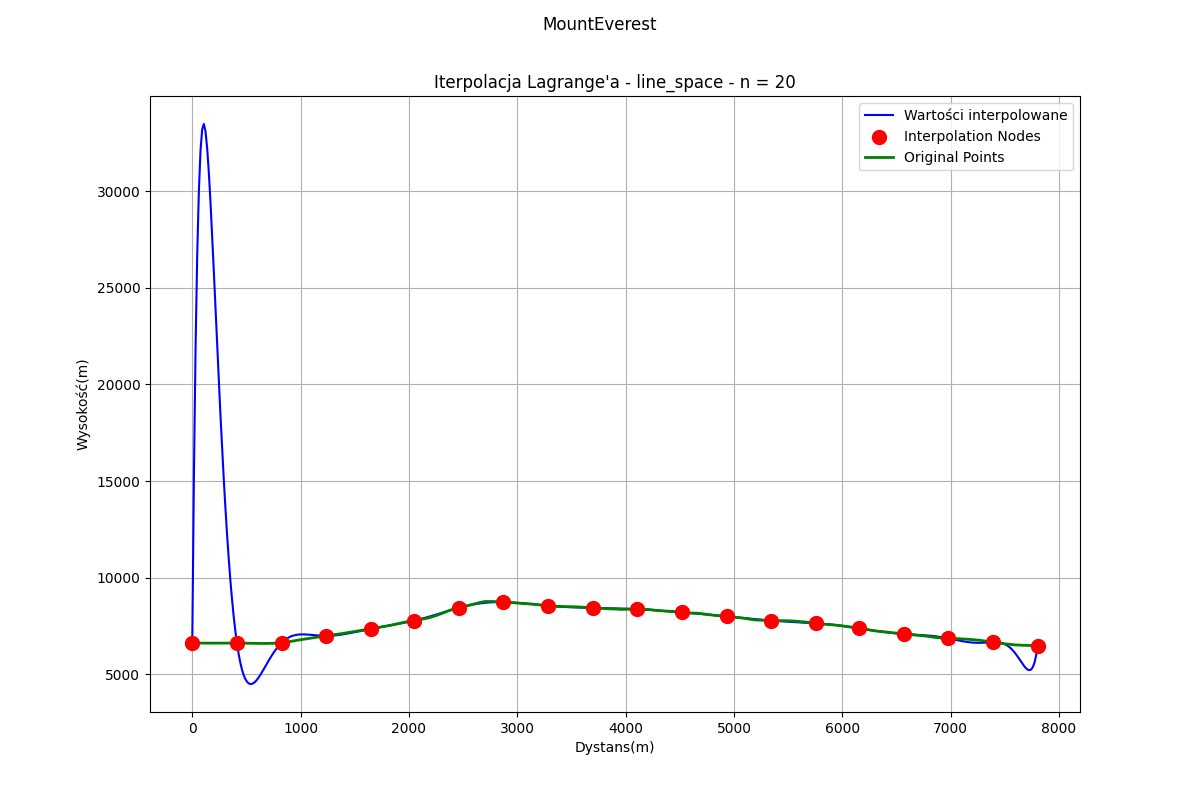 MountEverest
Iterpolacja Lagrange'a - line_space - n = 20
Wartości interpolowane
Interpolation Nodes
Original Points
30000
25000
20000
15000
10000
5000
Wysokość(m)
0 1000 2000 3000 4000 5000 6000 7000 8000
Dystans(m)